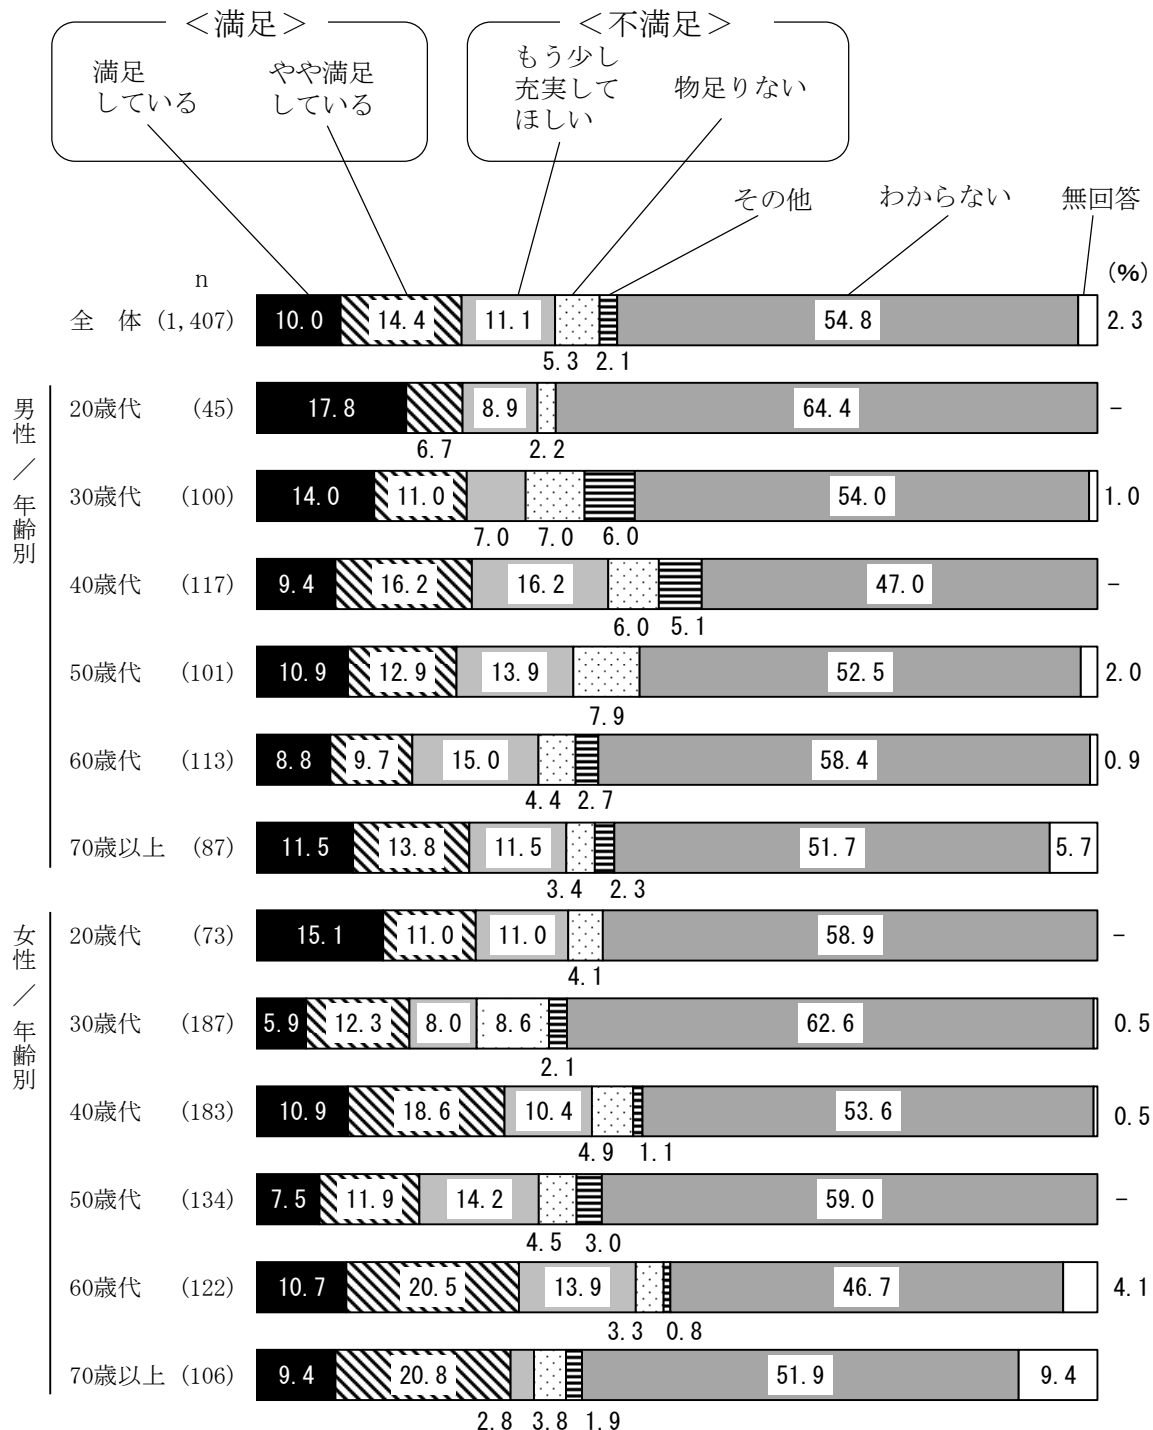 ＜満足＞
＜不満足＞
満足
している
やや満足
している
もう少し
充実して
ほしい
物足りない
その他
わからない
無回答
n
(%)
全　体 (1,407) 10.0 14.4 11.1 54.8 2.3
5.3 2.1
男性／年齢別
20歳代 (45) 17.8 8.9 64.4 －
6.7 2.2
30歳代 (100) 14.0 11.0 54.0 1.0
7.0 7.0 6.0
40歳代 (117) 9.4 16.2 16.2 47.0 －
6.0 5.1
50歳代 (101) 10.9 12.9 13.9 52.5 2.0
7.9
60歳代 (113) 8.8 9.7 15.0 58.4 0.9
4.4 2.7
70歳以上 (87) 11.5 13.8 11.5 51.7 5.7
3.4 2.3
女性／年齢別
20歳代 (73) 15.1 11.0 11.0 58.9 －
4.1
30歳代 (187) 5.9 12.3 8.0 8.6 62.6 0.5
2.1
40歳代 (183) 10.9 18.6 10.4 53.6 0.5
4.9 1.1
50歳代 (134) 7.5 11.9 14.2 59.0 －
4.5 3.0
60歳代 (122) 10.7 20.5 13.9 46.7 4.1
3.3 0.8
70歳以上 (106) 9.4 20.8 51.9 9.4
2.8 3.8 1.9